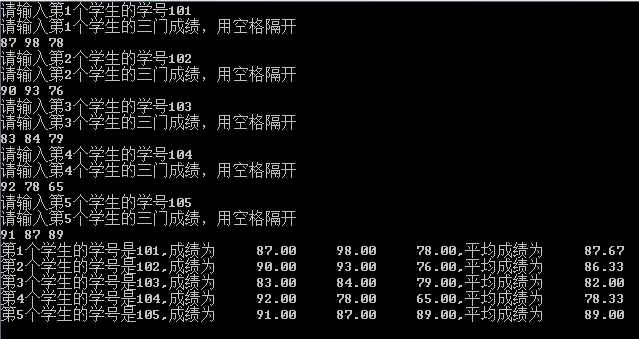 请输入第1个学生的学号101
请输入第1个学生的三门成绩，用空格隔开
87 98 78
请输入第2个学生的学号102
请输入第2个学生的三门成绩，用空格隔开
90 93 76
请输入第3个学生的学号103
请输入第3个学生的三门成绩，用空格隔开
83 84 79
请输入第4个学生的学号104
请输入第4个学生的三门成绩，用空格隔开
92 78 65
请输入第5个学生的学号105
请输入第5个学生的三门成绩，用空格隔开
91 87 89
第1个学生的学号是101,成绩为 87.00 98.00 78.00,平均成绩为 87.67
第2个学生的学号是102,成绩为 90.00 93.00 76.00,平均成绩为 86.33
第3个学生的学号是103,成绩为 83.00 84.00 79.00,平均成绩为 82.00
第4个学生的学号是104,成绩为 92.00 78.00 65.00,平均成绩为 78.33
第5个学生的学号是105,成绩为 91.00 87.00 89.00,平均成绩为 89.00